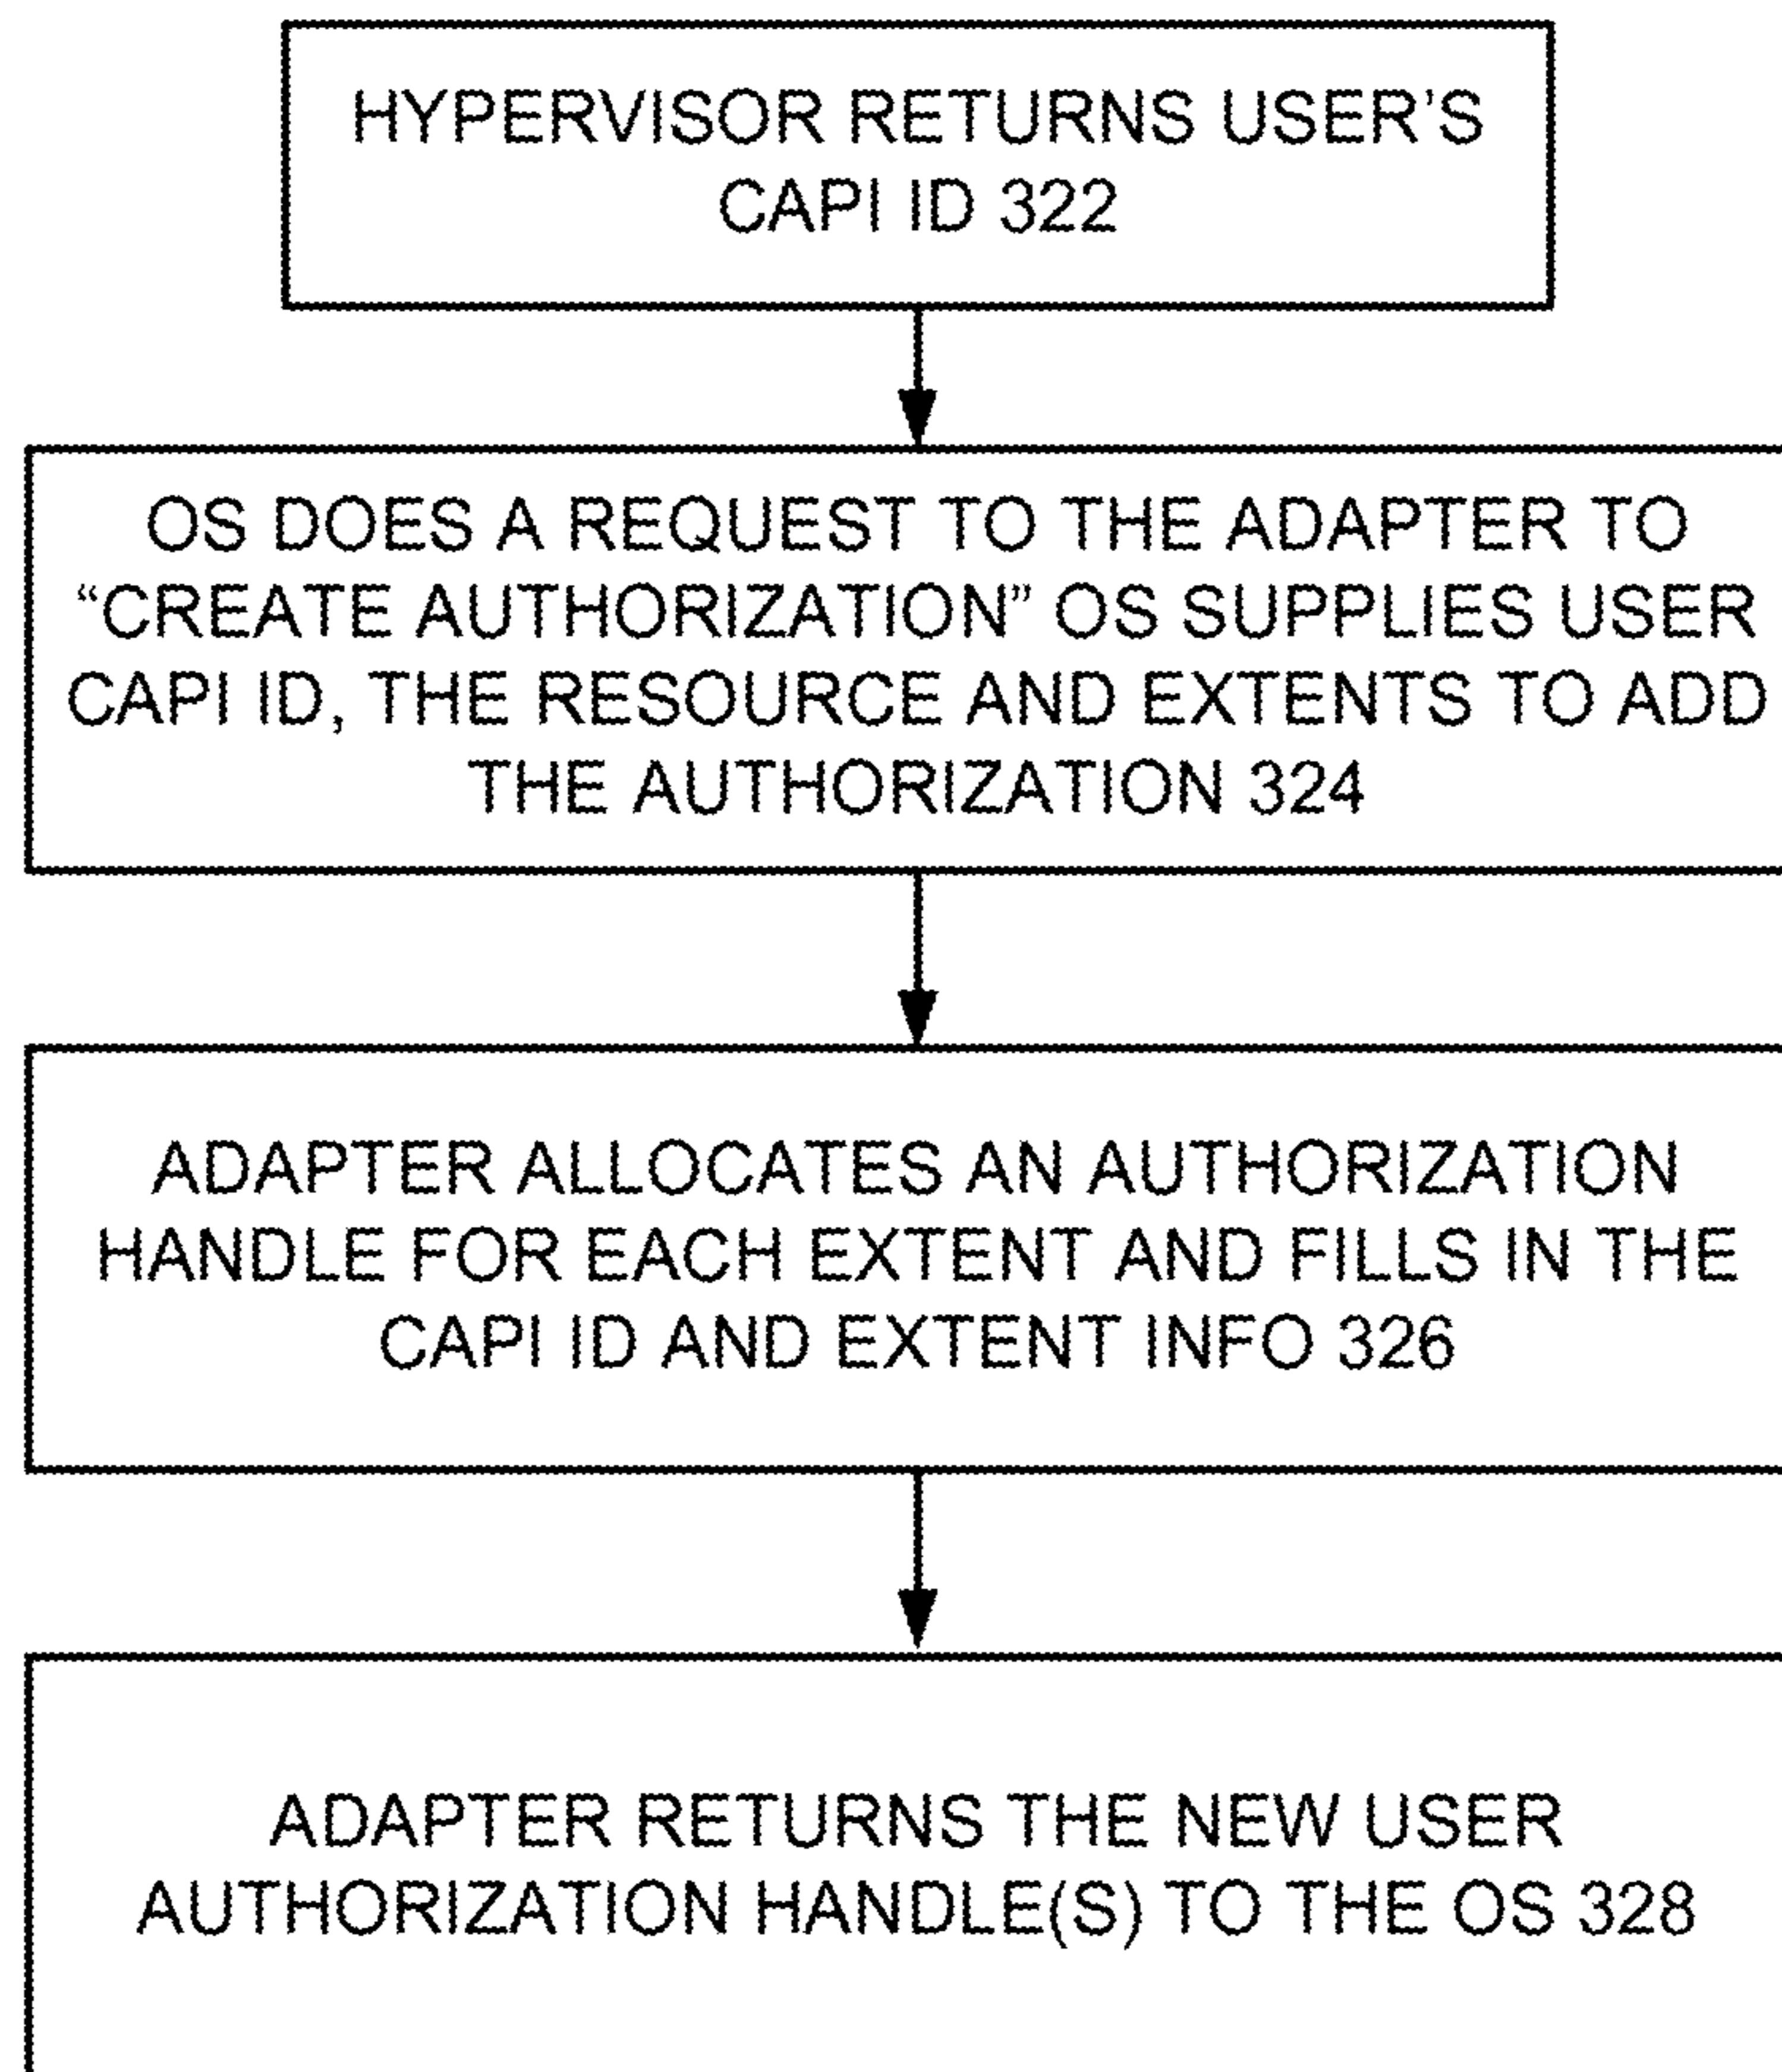 HYPERVISOR RETURNS USER'S
CAPI ID 322
OS DOES A REQUEST TO THE ADAPTER TO
“CREATE AUTHORIZATION” OS SUPPLIES USER
CAPI ID, THE RESOURCE AND EXTENTS TO ADD
THE AUTHORIZATION 324
ADAPTER ALLOCATES AN AUTHORIZATION
HANDLE FOR EACH EXTENT AND FILLS IN THE
CAPI ID AND EXTENT INFO 326
ADAPTER RETURNS THE NEW USER
AUTHORIZATION HANDLE(S) TO THE OS 328